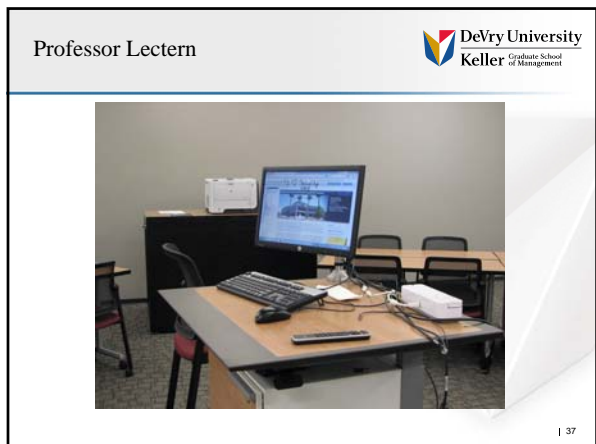 Professor Lectern
DeVry University
Keller Graduate School
of Management
| 37